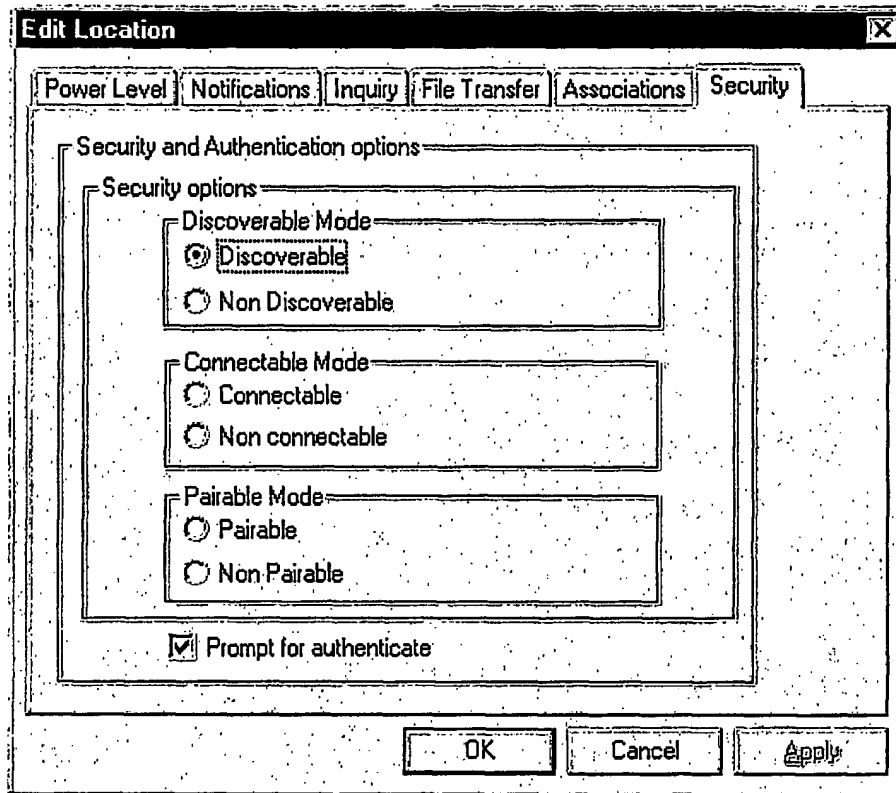 Edit Location
Power Level Notifications Inquiry File Transfer Associations Security
Security and Authentication options
Security options
Discoverable Mode
Discoverable
Non Discoverable
Connectable Mode
Connectable
Non connectable
Pairable Mode
Pairable
Non Pairable
Prompt for authenticate
OK Cancel Apply